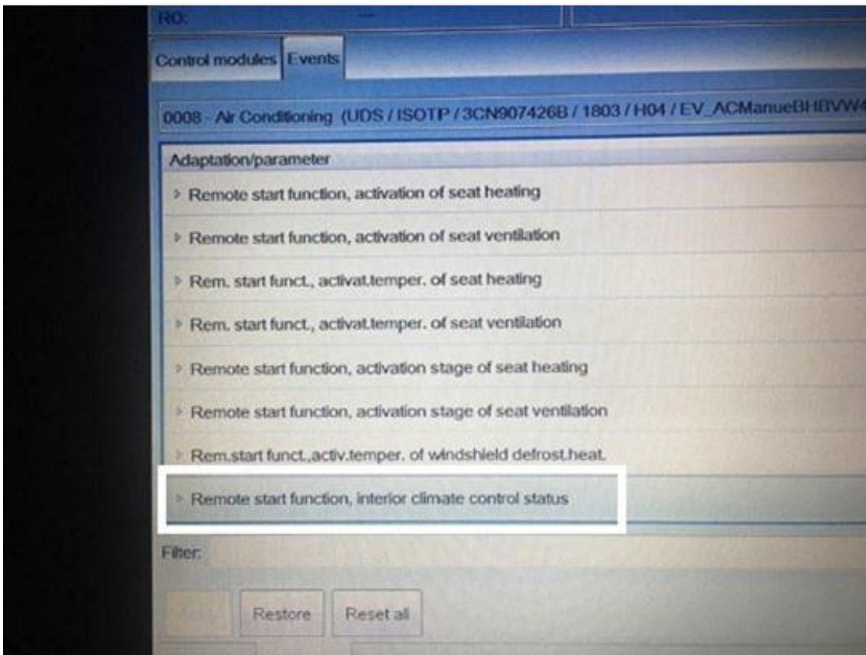 RO:
Control modules Events
0008 - Air Conditioning (UDS / ISOTP / 3CN907426B / 1803 / H04 / EV_ACManueBHBVW4
Adaptation/parameter
Remote start function, activation of seat heating
Remote start function, activation of seat ventilation
Rem. start funct., activat.temper. of seat heating
Rem. start funct., activat.temper. of seat ventilation
Remote start function, activation stage of seat heating
Remote start function, activation stage of seat ventilation
Rem.start funct.,activ.temper. of windshield defrost.heat.
Remote start function, interior climate control status
Filter:
Restore Reset all